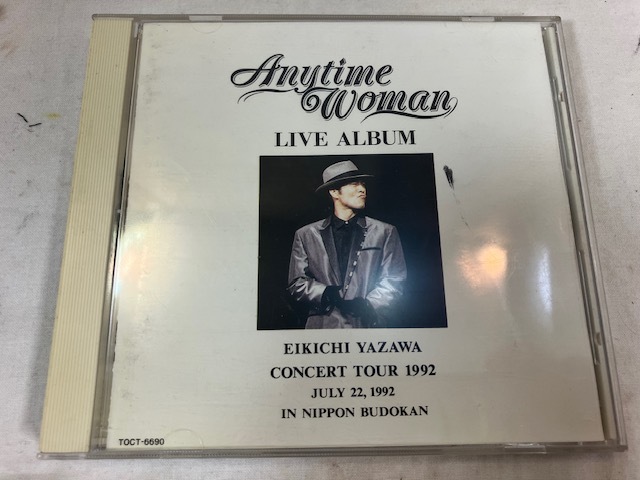 Anytime
Woman
LIVE ALBUM
EIKICHI YAZAWA
CONCERT TOUR 1992
JULY 22, 1992
IN NIPPON BUDOKAN
TOCT-6690